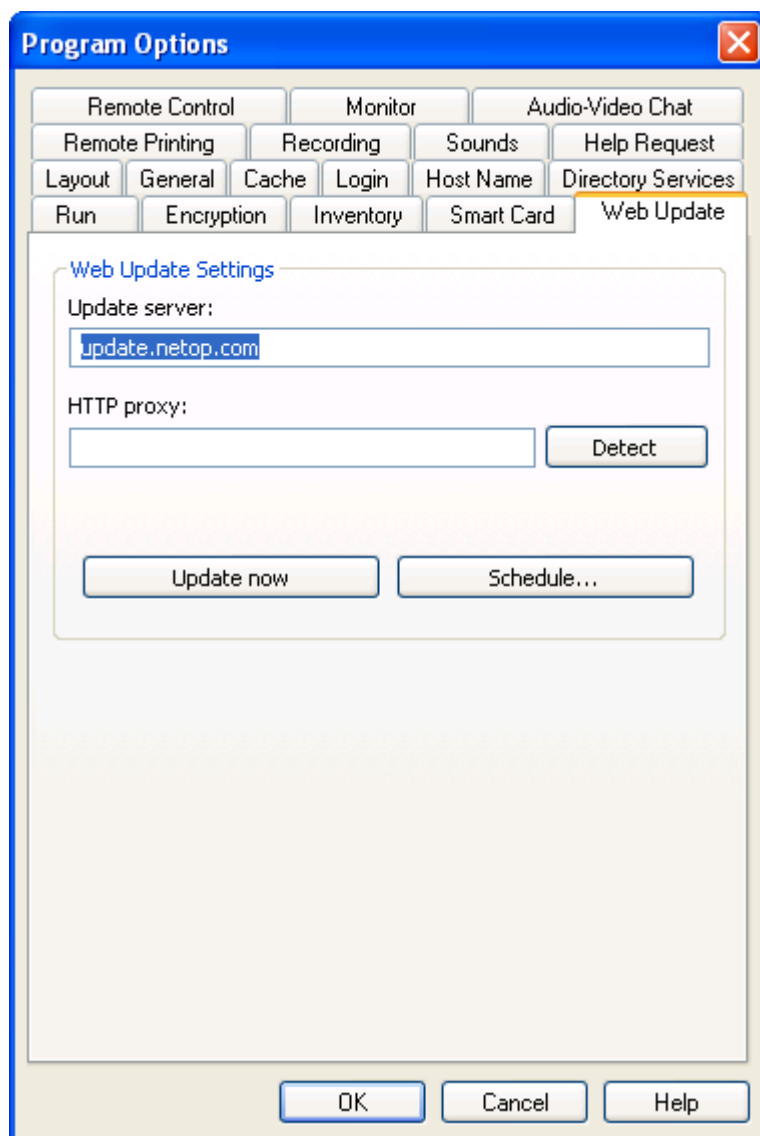 Program Options
Remote Control Monitor Audio-Video Chat
Remote Printing Recording Sounds Help Request
Layout General Cache Login Host Name Directory Services
Run Encryption Inventory Smart Card Web Update
Web Update Settings
Update server:
update.netop.com
HTTP proxy:
Detect
Update now Schedule...
OK Cancel Help